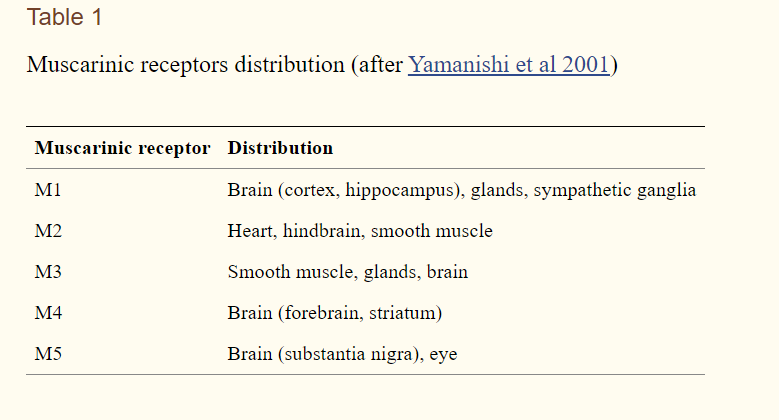 Table 1
Muscarinic receptors distribution (after Yamanishi et al 2001)
Muscarinic receptor Distribution
M1 Brain (cortex, hippocampus), glands, sympathetic ganglia
M2 Heart, hindbrain, smooth muscle
M3 Smooth muscle, glands, brain
M4 Brain (forebrain, striatum)
M5 Brain (substantia nigra), eye